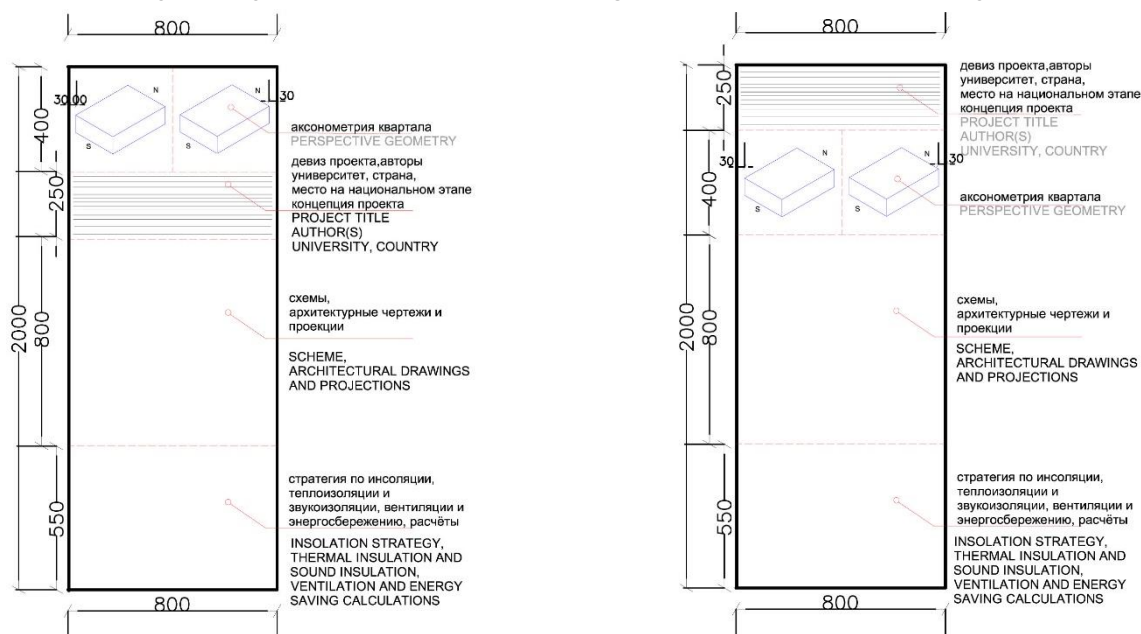 800
30.00
N
N
30
S
S
400
250
2000
800
550
аксонометрия квартала
PERSPECTIVE GEOMETRY
девиз проекта,авторы
университет, страна,
место на национальном этапе
концепция проекта
PROJECT TITLE
AUTHOR(S)
UNIVERSITY, COUNTRY
схемы,
архитектурные чертежи и
проекции
SCHEME,
ARCHITECTURAL DRAWINGS
AND PROJECTIONS
стратегия по инсоляции,
теплоизоляции и
звукоизоляции, вентиляции и
энергосбережению, расчёты
INSOLATION STRATEGY,
THERMAL INSULATION AND
SOUND INSULATION,
VENTILATION AND ENERGY
SAVING CALCULATIONS
800
800
250
30
N
N
30
S
S
400
2000
800
550
девиз проекта,авторы
университет, страна,
место на национальном этапе
концепция проекта
PROJECT TITLE
AUTHOR(S)
UNIVERSITY, COUNTRY
аксонометрия квартала
PERSPECTIVE GEOMETRY
схемы,
архитектурные чертежи и
проекции
SCHEME,
ARCHITECTURAL DRAWINGS
AND PROJECTIONS
стратегия по инсоляции,
теплоизоляции и
звукоизоляции, вентиляции и
энергосбережению, расчёты
INSOLATION STRATEGY,
THERMAL INSULATION AND
SOUND INSULATION,
VENTILATION AND ENERGY
SAVING CALCULATIONS
800